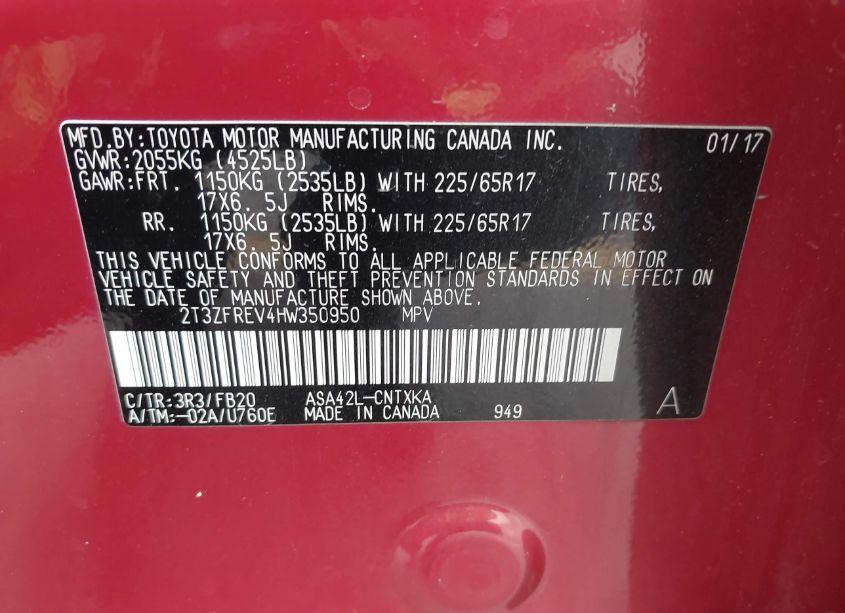 MFD.BY:TOYOTA MOTOR MANUFACTURING CANADA INC. 01/17
GVWR:2055KG (4525LB)
GAWR:FRT. 1150KG (2535LB) WITH 225/65R17 TIRES,
17X6. 5J RIMS.
RR. 1150KG (2535LB) WITH 225/65R17 TIRES,
17X6. 5J RIMS.
THIS VEHICLE CONFORMS TO ALL APPLICABLE FEDERAL MOTOR
VEHICLE SAFETY AND THEFT PREVENTION STANDARDS IN EFFECT ON
THE DATE OF MANUFACTURE SHOWN ABOVE.
2T3ZFREV4HW350950 MPV
C/TR:3R3/FB20 ASA42L-CNTXKA
A/TM:-02A/U760E MADE IN CANADA 949 A